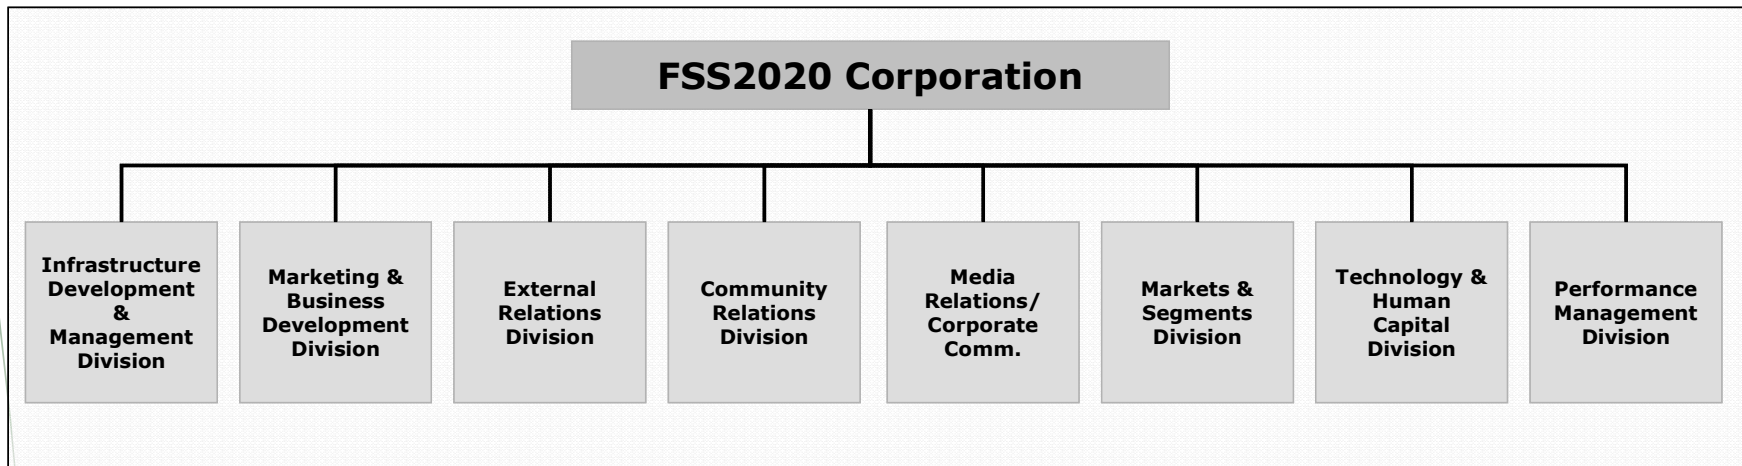 FSS2020 Corporation
Infrastructure
Development
&
Management
Division
Marketing &
Business
Development
Division
External
Relations
Division
Community
Relations
Division
Media
Relations/
Corporate
Comm.
Markets &
Segments
Division
Technology &
Human
Capital
Division
Performance
Management
Division